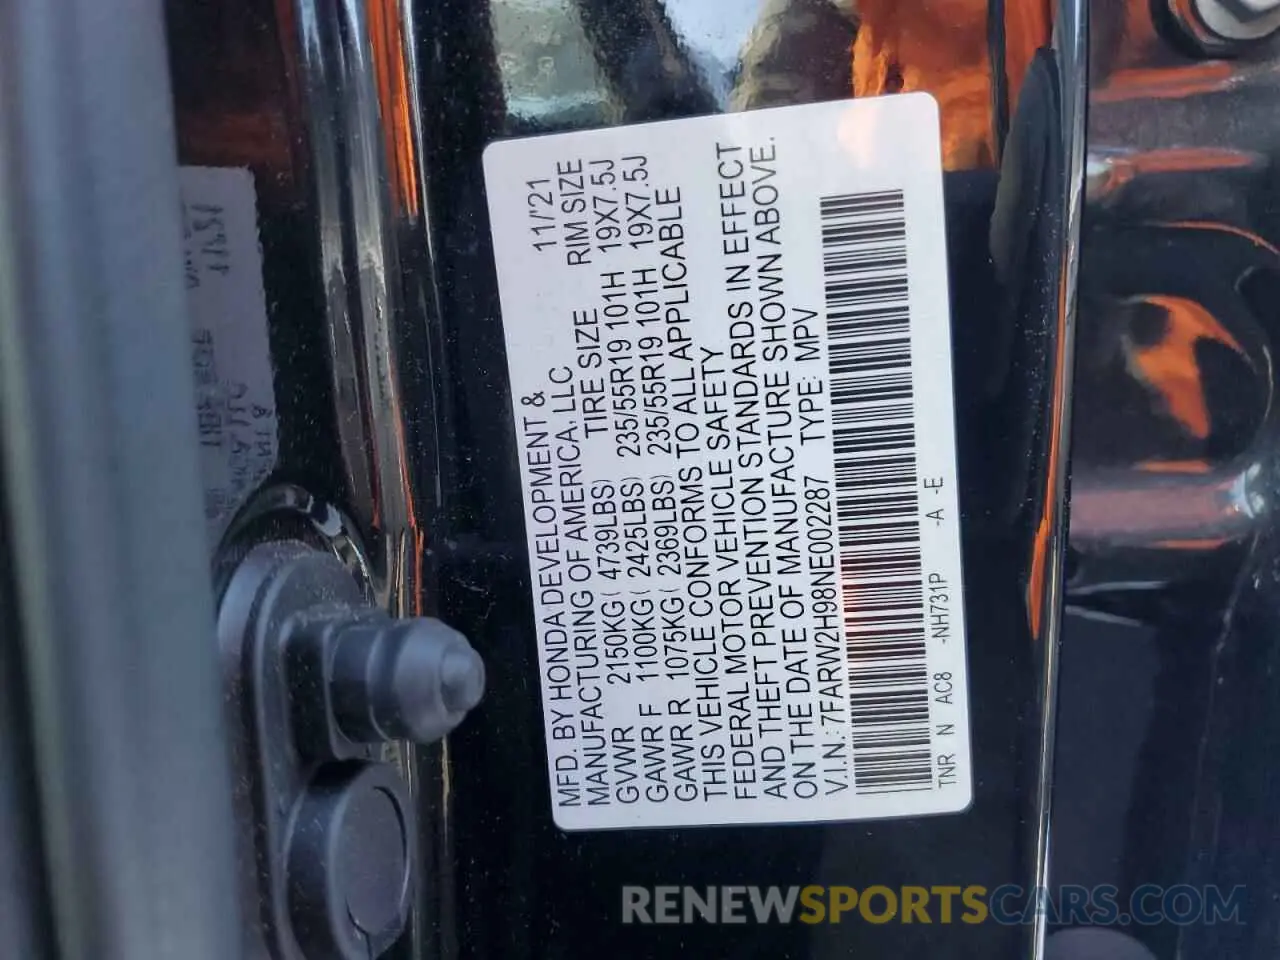 MFD. BY HONDA DEVELOPMENT &
MANUFACTURING OF AMERICA, LLC 11/'21
GVWR 2150KG( 4739LBS) TIRE SIZE RIM SIZE
GAWR F 1100KG( 2425LBS) 235/55R19 101H 19X7.5J
GAWR R 1075KG( 2369LBS) 235/55R19 101H 19X7.5J
THIS VEHICLE CONFORMS TO ALL APPLICABLE
FEDERAL MOTOR VEHICLE SAFETY
AND THEFT PREVENTION STANDARDS IN EFFECT
ON THE DATE OF MANUFACTURE SHOWN ABOVE.
V.I.N.: 7FARW2H98NE002287 TYPE: MPV
TNR N AC8 -NH731P -A -E
RENEWSPORTSCARS.COM